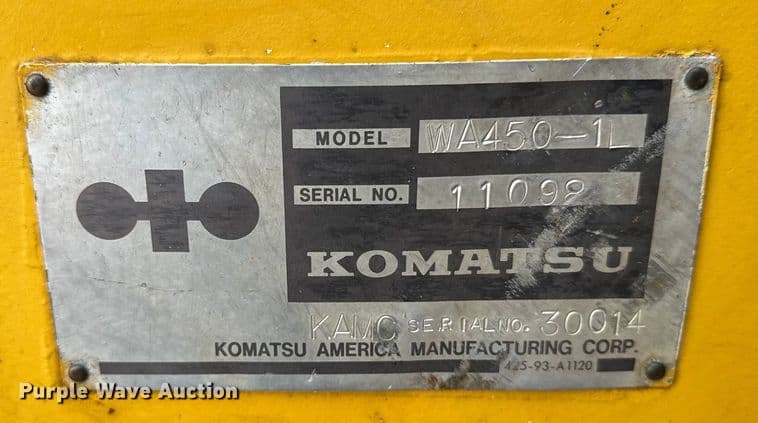 MODEL WA450-1L
SERIAL NO. 11098
KOMATSU
KAMC SERIAL NO. 30014
KOMATSU AMERICA MANUFACTURING CORP.
425-93-A1120
Purple Wave Auction